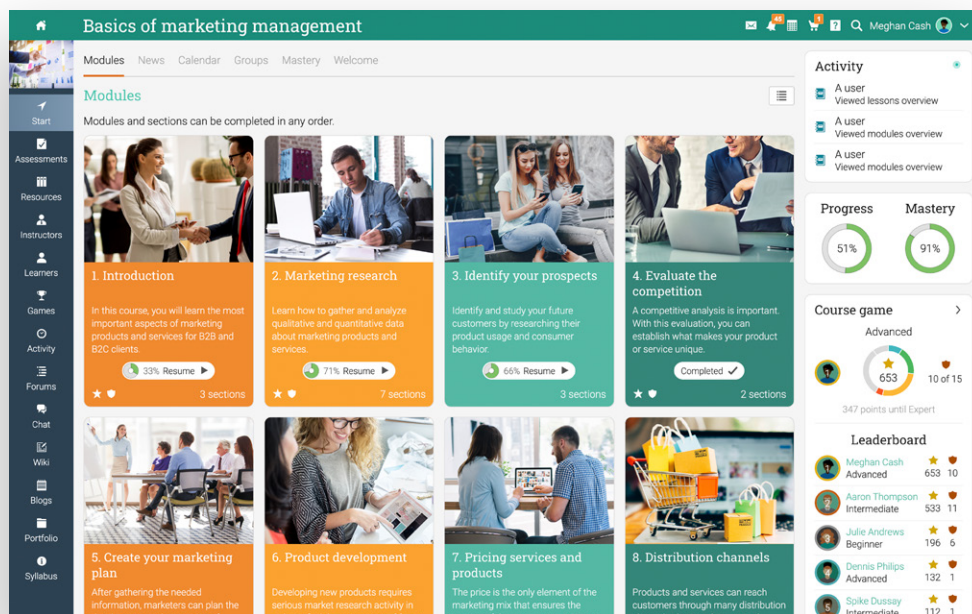 Basics of marketing management
45
1
?
Meghan Cash
Modules News Calendar Groups Mastery Welcome
Start
Assessments
Resources
Instructors
Learners
Games
Activity
Forums
Chat
Wiki
Blogs
Portfolio
Syllabus
Modules
Modules and sections can be completed in any order.
1. Introduction
In this course, you will learn the most
important aspects of marketing
products and services for B2B and
B2C clients.
33% Resume
3 sections
2. Marketing research
Learn how to gather and analyze
qualitative and quantitative data
about marketing products and
services.
71% Resume
7 sections
3. Identify your prospects
Identify and study your future
customers by researching their
product usage and consumer
behavior.
66% Resume
3 sections
4. Evaluate the
competition
A competitive analysis is important.
With this evaluation, you can
establish what makes your product
or service unique.
Completed
2 sections
5. Create your marketing
plan
After gathering the needed
information, marketers can plan the
6. Product development
Developing new products requires
serious market research activity in
7. Pricing services and
products
The price is the only element of the
marketing mix that ensures the
8. Distribution channels
Products and services can reach
customers through many distribution
Activity
A user
Viewed lessons overview
A user
Viewed modules overview
A user
Viewed modules overview
Progress Mastery
51% 91%
Course game
Advanced
653
10 of 15
347 points until Expert
Leaderboard
Meghan Cash
Advanced 653 10
Aaron Thompson
Intermediate 533 11
Julie Andrews
Beginner 196 6
Dennis Philips
Advanced 132 1
Spike Dussay
Intermediate 112 1